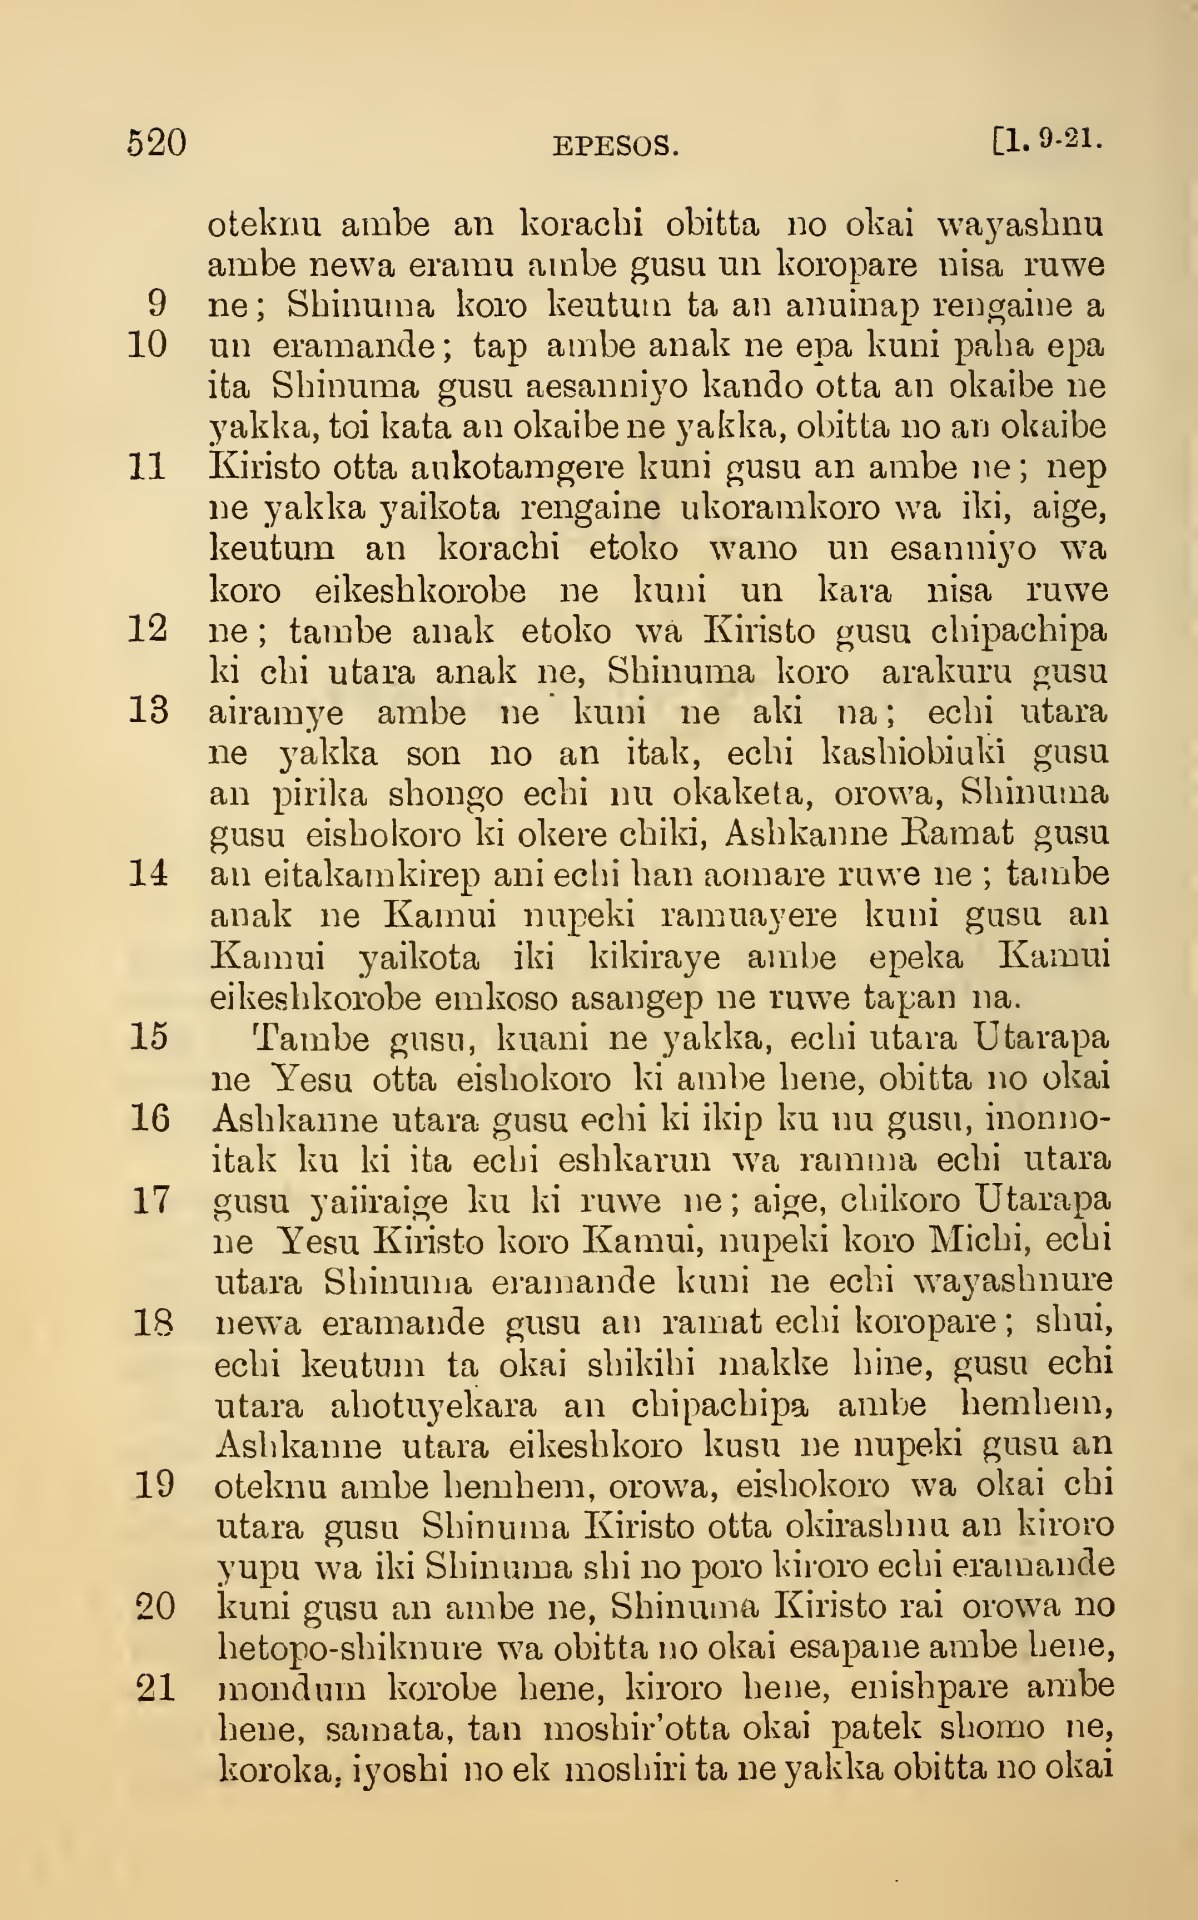 520 EPESOS. [1. 9-21.
oteknu ambe an korachi obitta no okai wayashnu
ambe newa eramu ambe gusu un koropare nisa ruwe
9 ne; Shinuma koro keutum ta an anuinap rengaine a
10 un eramande; tap ambe anak ne epa kuni paha epa
ita Shinuma gusu aesanniyo kando otta an okaibe ne
yakka, toi kata an okaibe ne yakka, obitta no an okaibe
11 Kiristo otta aukotamgere kuni gusu an ambe ne; nep
ne yakka yaikota rengaine ukoramkoro wa iki, aige,
keutum an korachi etoko wano un esanniyo wa
koro eikeshkorobe ne kuni un kara nisa ruwe
12 ne; tambe anak etoko wa Kiristo gusu chipachipa
ki chi utara anak ne, Shinuma koro arakuru gusu
13 airamye ambe ne kuni ne aki na; echi utara
ne yakka son no an itak, echi kashiobiuki gusu
an pirika shongo echi nu okaketa, orowa, Shinuma
gusu eishokoro ki okere chiki, Ashkanne Ramat gusu
14 an eitakamkirep ani echi han aomare ruwe ne; tambe
anak ne Kamui nupeki ramuayere kuni gusu an
Kamui yaikota iki kikiraye ambe epeka Kamui
eikeshkorobe emkoso asangep ne ruwe tapan na.
15 Tambe gusu, kuani ne yakka, echi utara Utarapa
ne Yesu otta eishokoro ki ambe hene, obitta no okai
16 Ashkanne utara gusu echi ki ikip ku nu gusu, inonno-
itak ku ki ita echi eshkarun wa ramma echi utara
17 gusu yaiiraige ku ki ruwe ne; aige, chikoro Utarapa
ne Yesu Kiristo koro Kamui, nupeki koro Michi, echi
utara Shinuma eramande kuni ne echi wayashnure
18 newa eramande gusu an ramat echi koropare; shui,
echi keutum ta okai shikihi makke hine, gusu echi
utara ahotuyekara an chipachipa ambe hemhem,
Ashkanne utara eikeshkoro kusu ne nupeki gusu an
19 oteknu ambe hemhem, orowa, eishokoro wa okai chi
utara gusu Shinuma Kiristo otta okirashnu an kiroro
yupu wa iki Shinuma shi no poro kiroro echi eramande
20 kuni gusu an ambe ne, Shinuma Kiristo rai orowa no
hetopo-shiknure wa obitta no okai esapane ambe hene,
21 mondum korobe hene, kiroro hene, enishpare ambe
hene, samata, tan moshir'otta okai patek shomo ne,
koroka, iyoshi no ek moshiri ta ne yakka obitta no okai